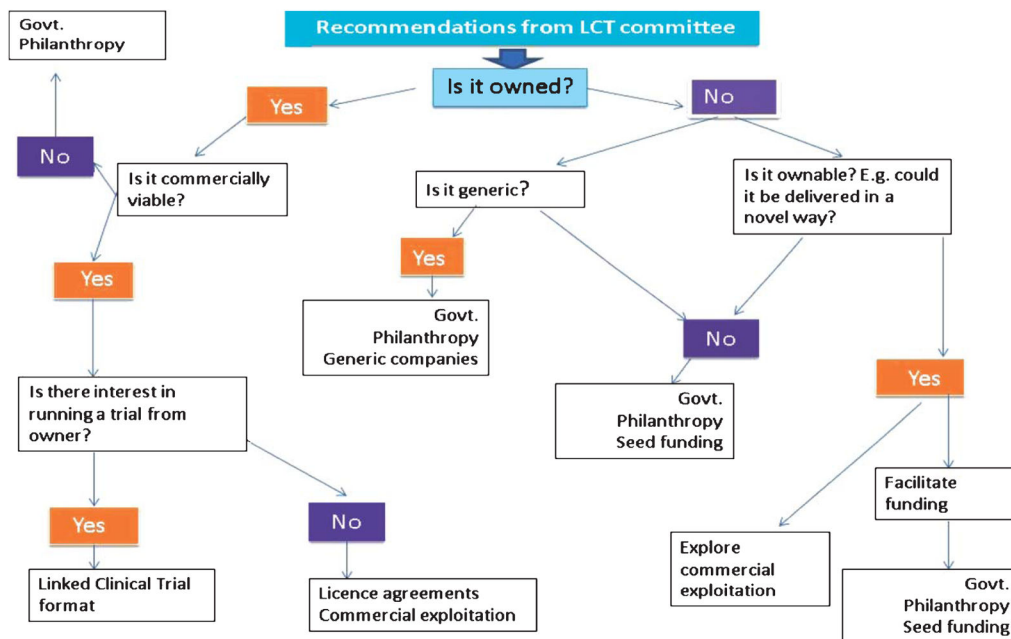 Govt.
Philanthropy
Recommendations from LCT committee
Is it owned?
Yes
No
No
Is it commercially
viable?
Is it generic?
Is it ownable? E.g. could
it be delivered in a
novel way?
Yes
Yes
Govt.
Philanthropy
Generic companies
No
Yes
Is there interest in
running a trial from
owner?
Govt.
Philanthropy
Seed funding
Facilitate
funding
Yes
No
Explore
commercial
exploitation
Linked Clinical Trial
format
Licence agreements
Commercial exploitation
Govt.
Philanthropy
Seed funding